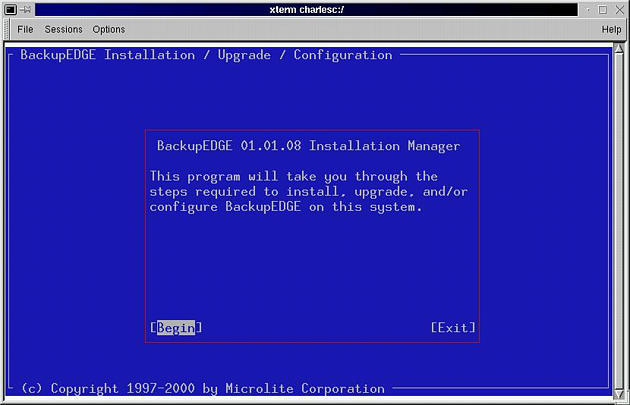 xterm charlesc:/
File Sessions Options Help
BackupEDGE Installation / Upgrade / Configuration
BackupEDGE 01.01.08 Installation Manager
This program will take you through the
steps required to install, upgrade, and/or
configure BackupEDGE on this system.
[Begin] [Exit]
(c) Copyright 1997-2000 by Microlite Corporation